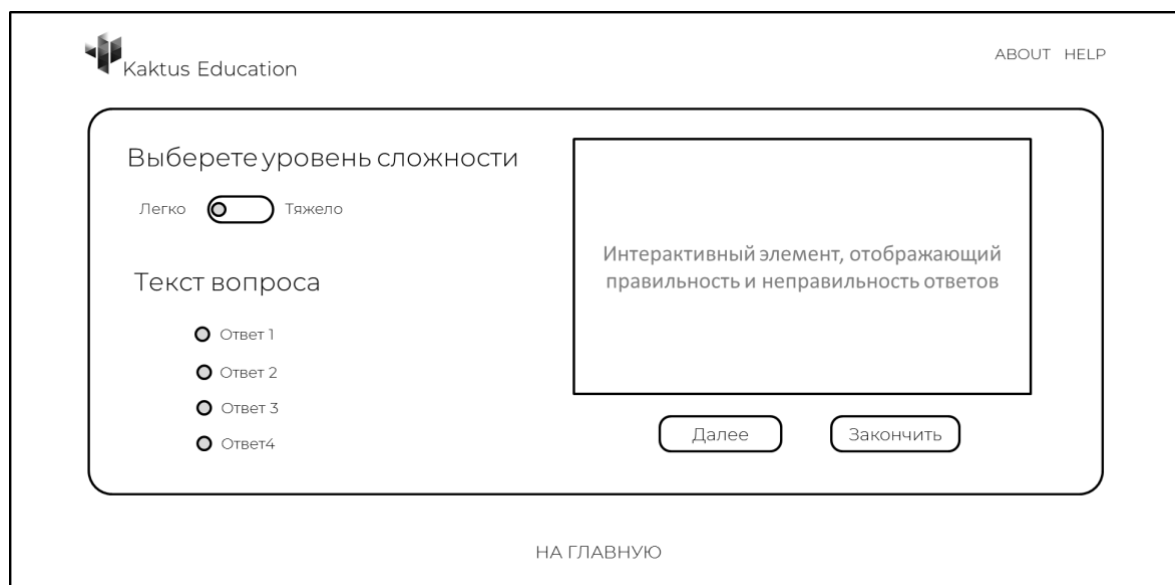 Kaktus Education
ABOUT HELP
Выберете уровень сложности
Легко
Тяжело
Текст вопроса
Ответ 1
Ответ 2
Ответ 3
Ответ4
Интерактивный элемент, отображающий
правильность и неправильность ответов
Далее
Закончить
НА ГЛАВНУЮ